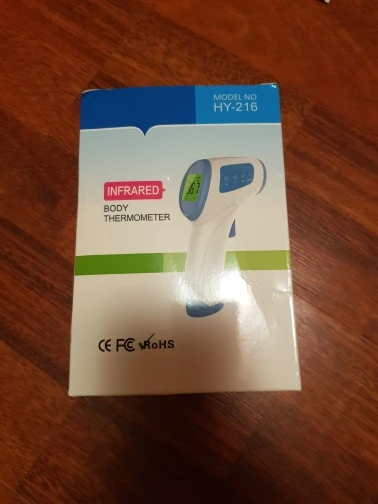 MODEL NO
HY-216
INFRARED
BODY
THERMOMETER
CE FC RoHS